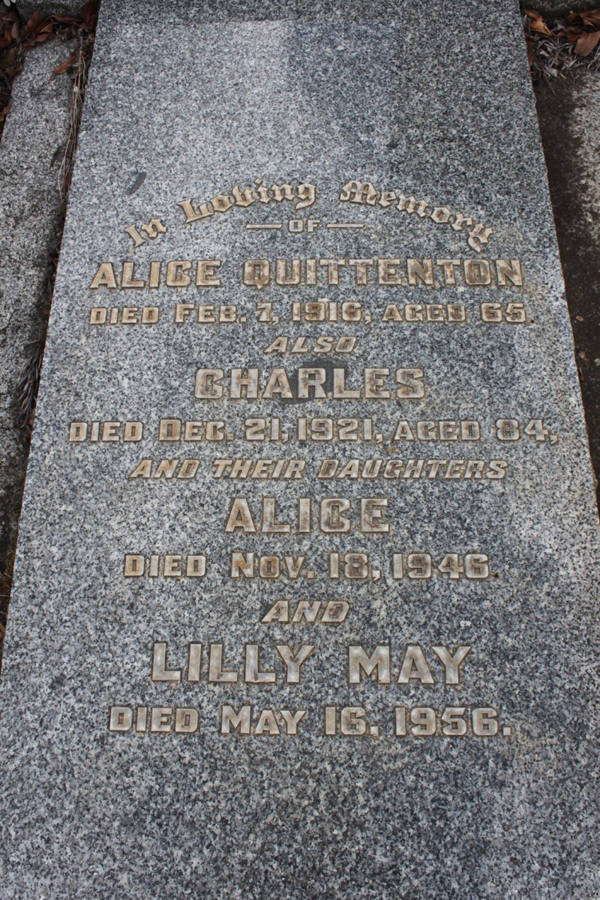 In Loving Memory
OF
ALICE QUITTENTON
DIED FEB. 7, 1916, AGED 65.
ALSO
CHARLES
DIED DEC. 21, 1921, AGED 84,
AND THEIR DAUGHTERS
ALICE
DIED NOV. 18, 1946.
AND
LILLY MAY
DIED MAY 16, 1956.